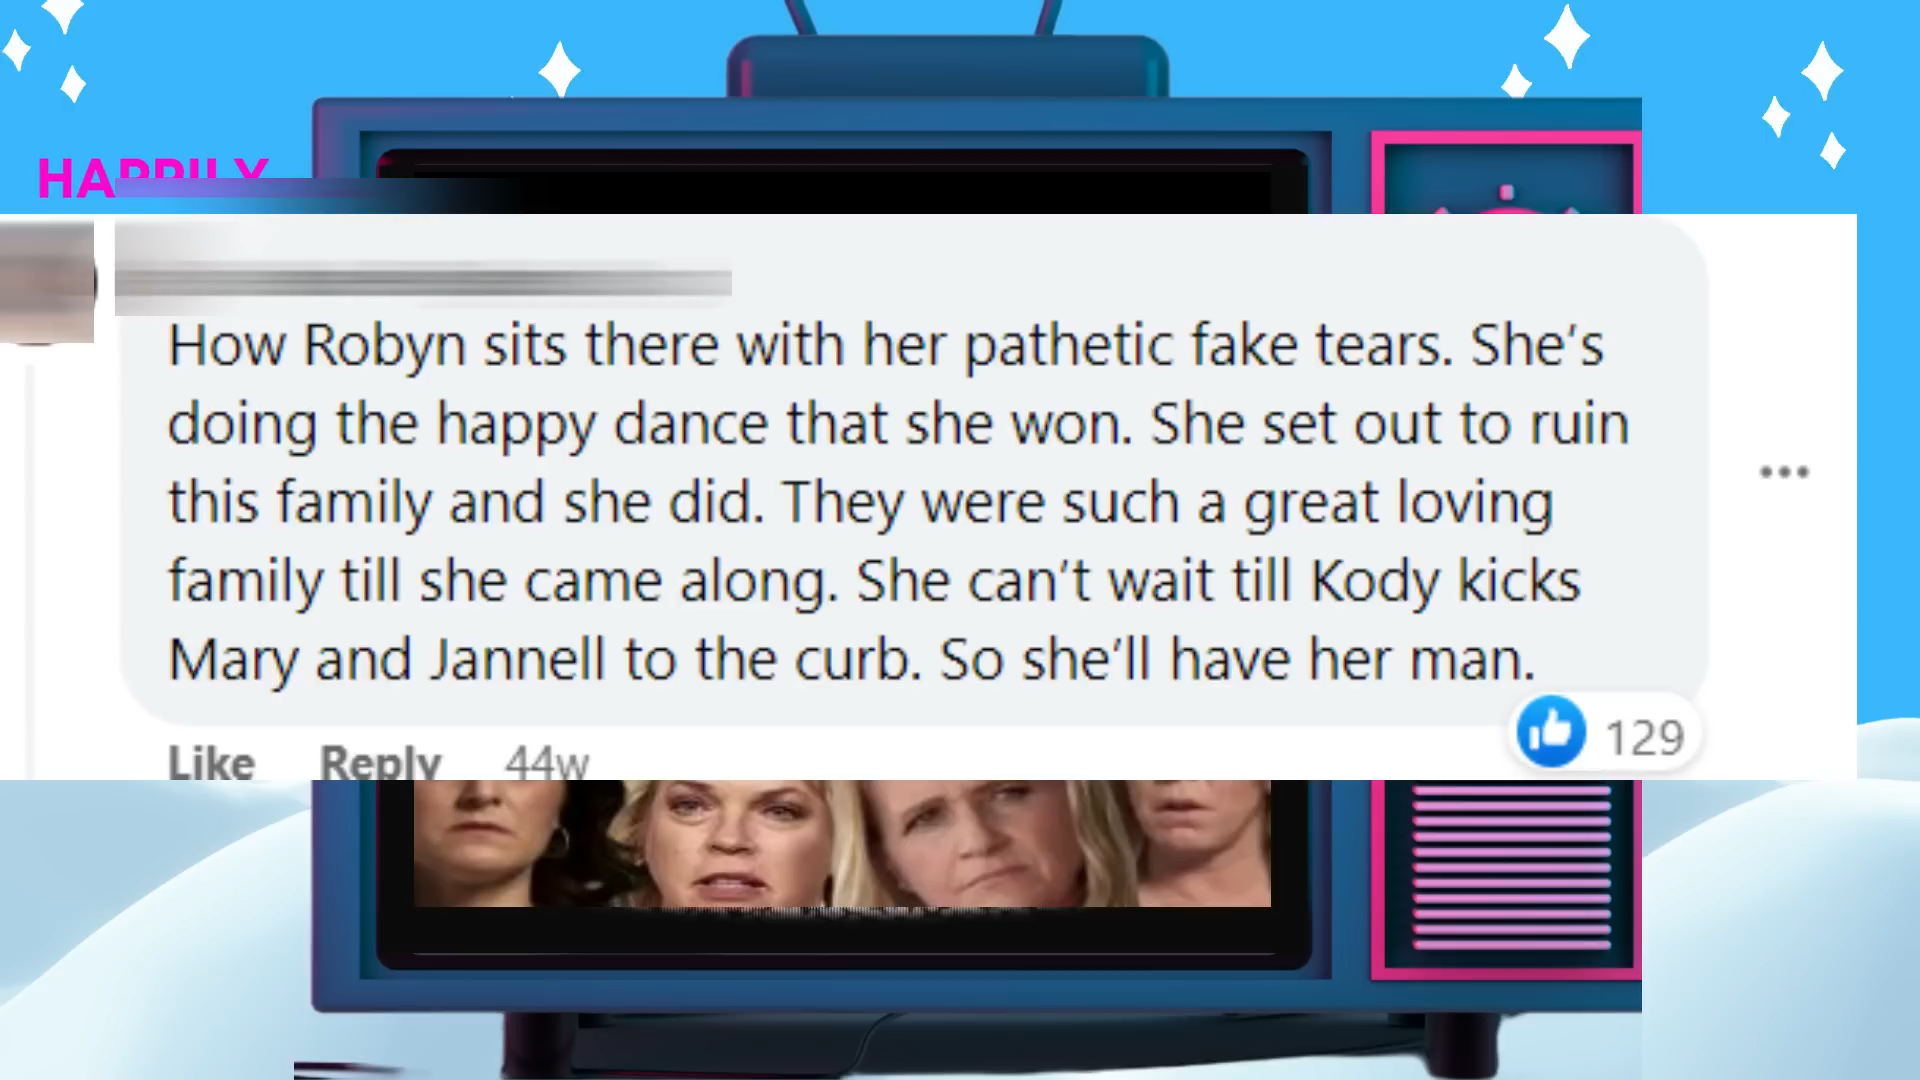 HAPPILY
How Robyn sits there with her pathetic fake tears. She's
doing the happy dance that she won. She set out to ruin
this family and she did. They were such a great loving
family till she came along. She can't wait till Kody kicks
Mary and Jannell to the curb. So she'll have her man.
129
Like Reply 44w